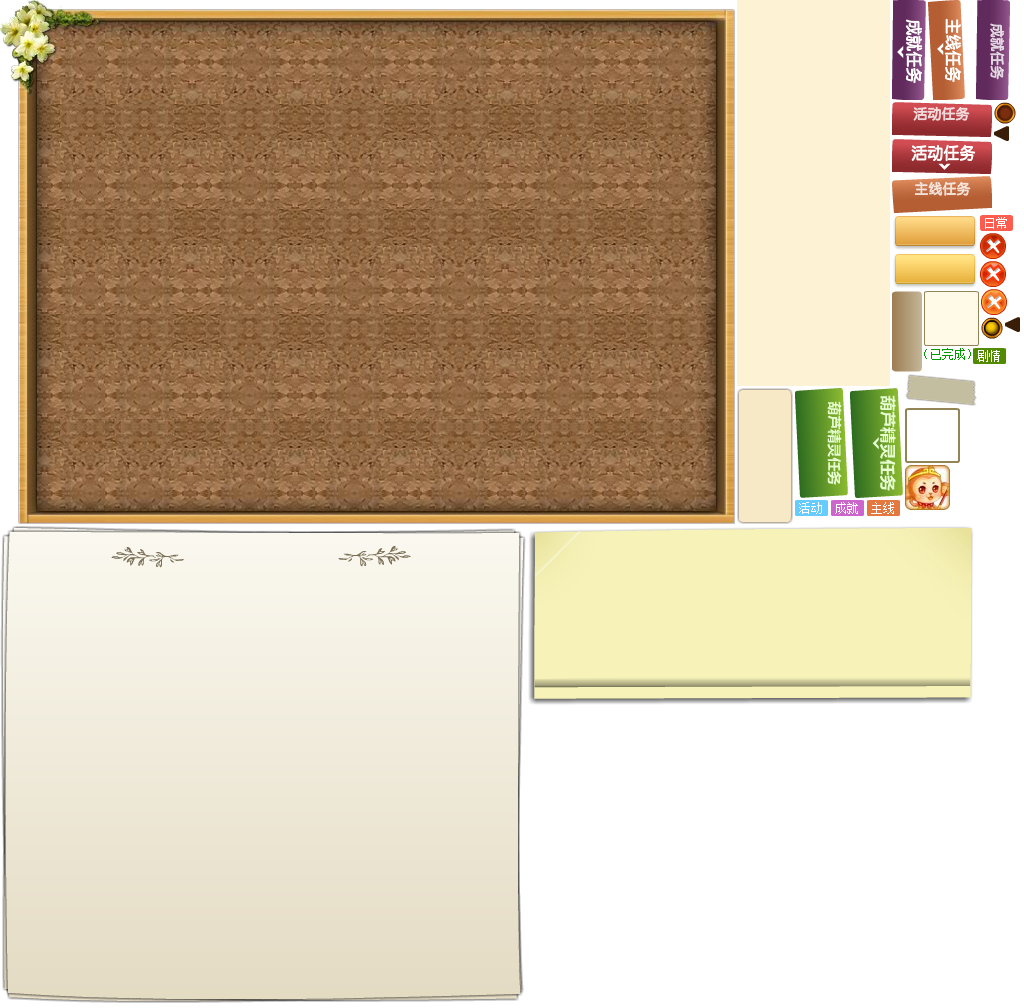 成就任务
主线任务
成就任务
活动任务
活动任务
主线任务
日常
(已完成)
剧情
葫芦精灵任务
葫芦精灵任务
活动
成就
主线